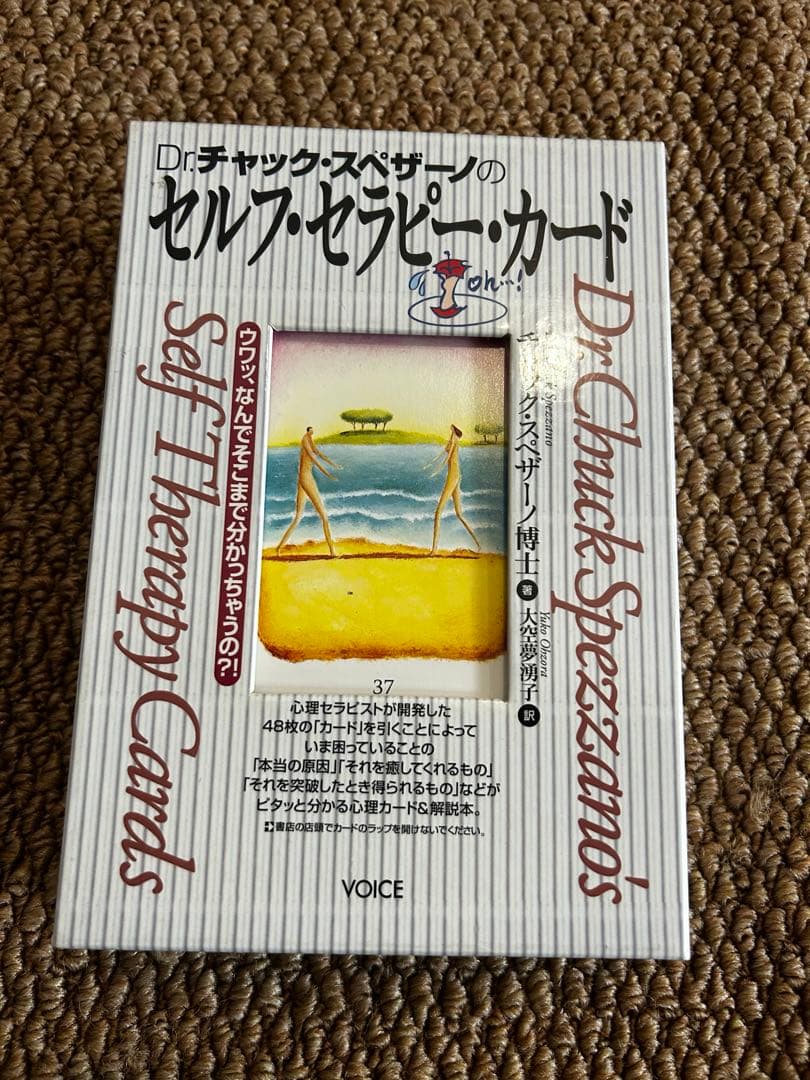 Dr.チャック・スペザーノの
セルフ・セラピー・カード
oh…!
Dr. Chuck Spezzano's
Self Therapy Cards
ウワッ、なんでそこまで分かっちゃうの?!
Spezzano
ック・スペザーノ博士 著
Yuko Ohzora
大空夢湧子 訳
37
心理セラピストが開発した
48枚の「カード」を引くことによって
いま困っていることの
「本当の原因」「それを癒してくれるもの」
「それを突破したとき得られるもの」などが
ピタッと分かる心理カード&解説本。
書店の店頭でカードのラップを開けないでください。
VOICE